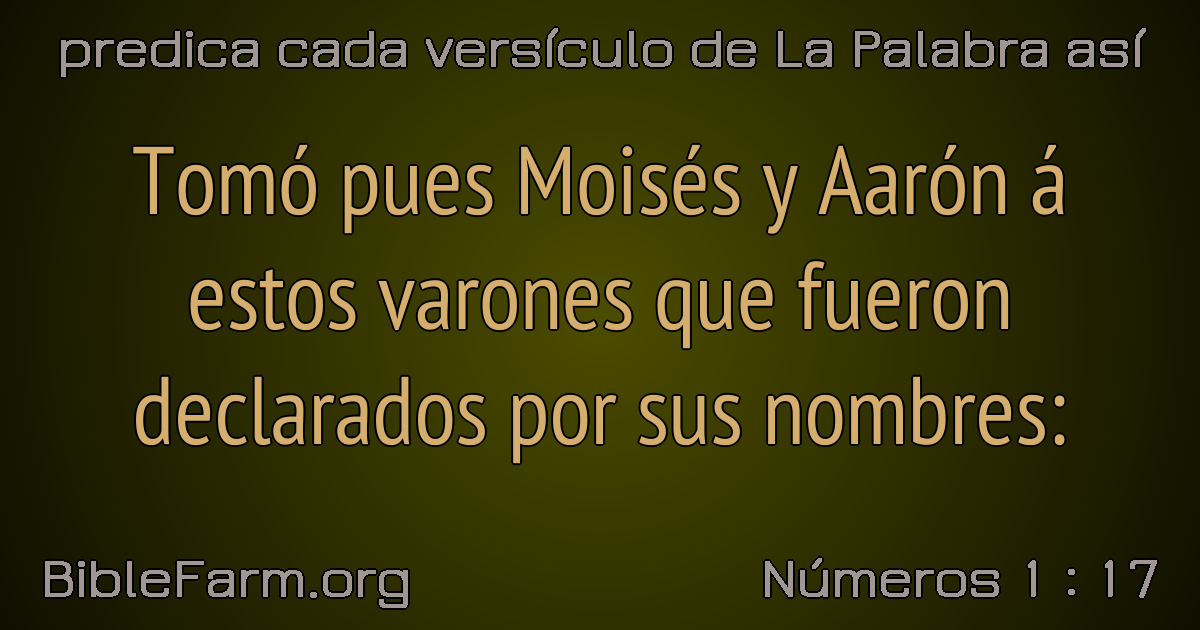 predica cada versículo de La Palabra así
Tomó pues Moisés y Aarón á
estos varones que fueron
declarados por sus nombres:
BibleFarm.org
Números 1 : 17